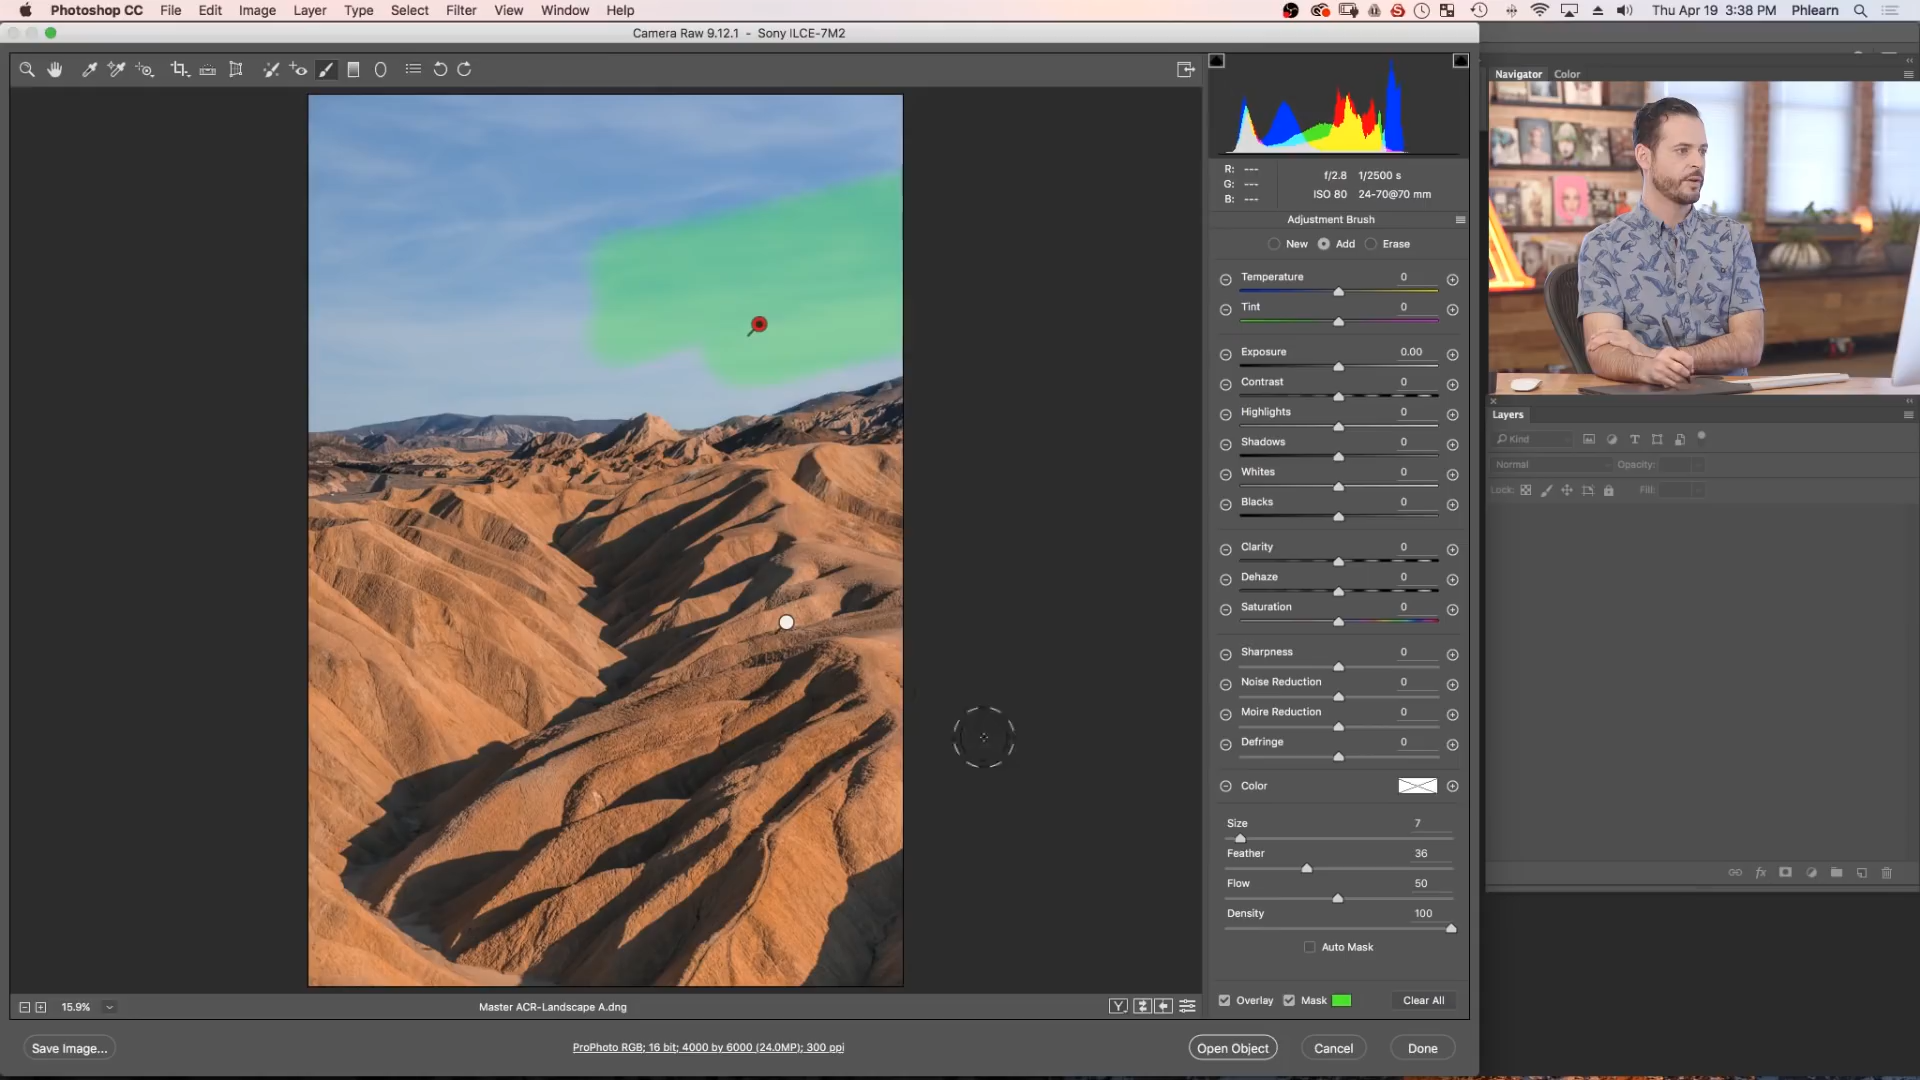 Photoshop CC File Edit Image Layer Type Select Filter View Window Help
Thu Apr 19 3:38 PM Phlearn
Camera Raw 9.12.1 - Sony ILCE-7M2
R: ---
G: ---
B: ---
f/2.8 1/2500 s
ISO 80 24-70@70 mm
Adjustment Brush
New Add Erase
Temperature 0
Tint 0
Exposure 0.00
Contrast 0
Highlights 0
Shadows 0
Whites 0
Blacks 0
Clarity 0
Dehaze 0
Saturation 0
Sharpness 0
Noise Reduction 0
Moire Reduction 0
Defringe 0
Color
Size 7
Feather 36
Flow 50
Density 100
Auto Mask
Overlay Mask Clear All
15.9%
Master ACR-Landscape A.dng
Y
Save Image...
ProPhoto RGB; 16 bit; 4000 by 6000 (24.0MP); 300 ppi
Open Object Cancel Done
Navigator Color
Layers
Kind
T
Normal Opacity:
Lock: Fill:
fx